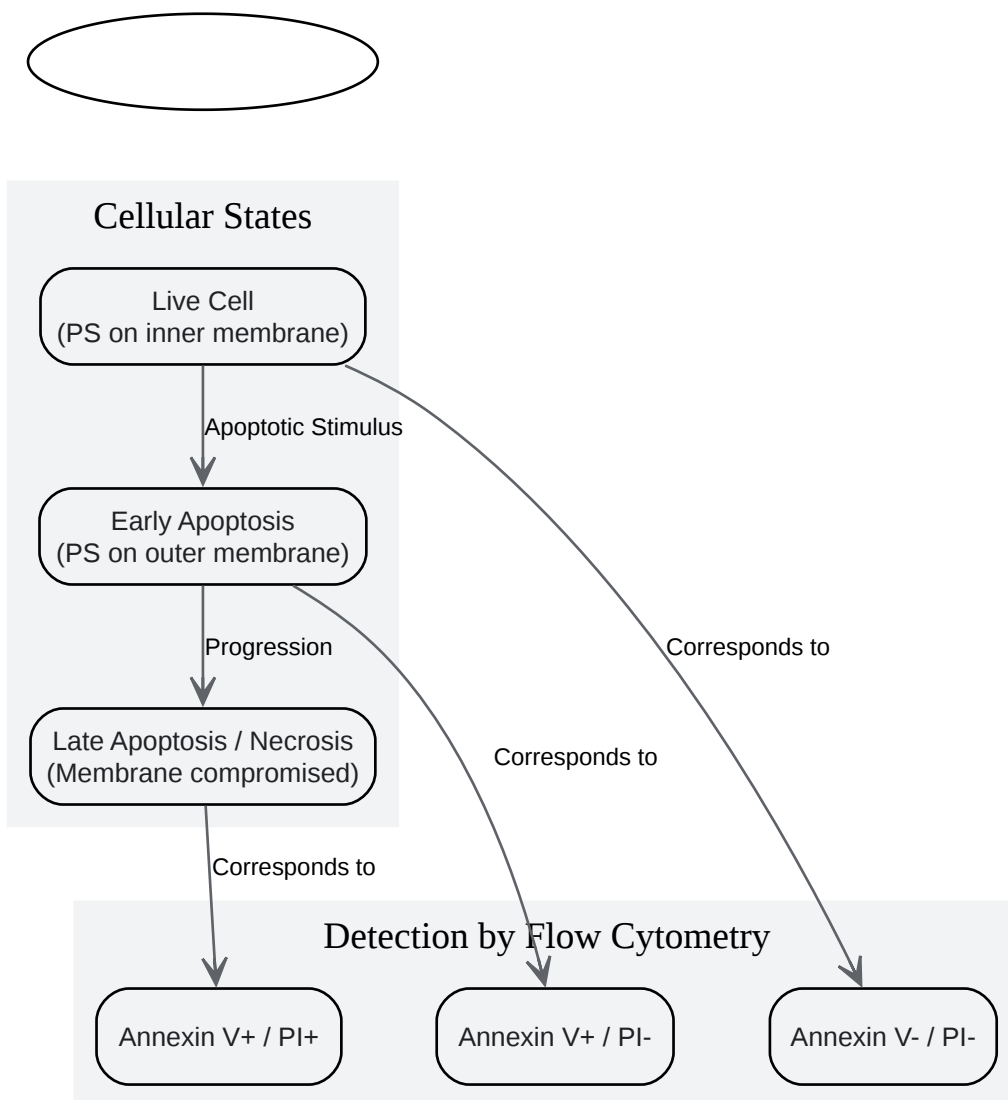 Cellular States
Live Cell
(PS on inner membrane)
Apoptotic Stimulus
Early Apoptosis
(PS on outer membrane)
Progression
Corresponds to
Late Apoptosis / Necrosis
(Membrane compromised)
Corresponds to
Corresponds to
Detection by Flow Cytometry
Annexin V+ / PI+
Annexin V+ / PI-
Annexin V- / PI-